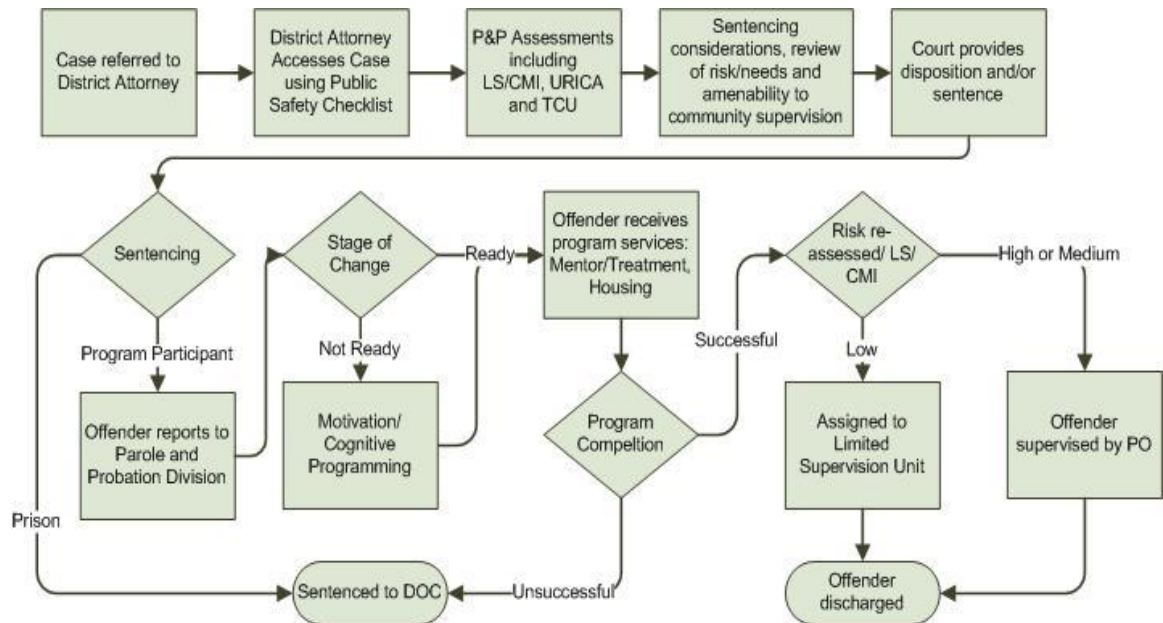 Case referred to
District Attorney
District Attorney
Accesses Case
using Public
Safety Checklist
P&P Assessments
including
LS/CMI, URICA
and TCU
Sentencing
considerations, review
of risk/needs and
amenability to
community supervision
Court provides
disposition and/or
sentence
Sentencing
Stage of
Change
Ready
Offender receives
program services:
Mentor/Treatment,
Housing
Risk re-
assessed/ LS/
CMI
High or Medium
Program Participant
Not Ready
Successful
Low
Offender reports to
Parole and
Probation Division
Motivation/
Cognitive
Programming
Program
Compeltion
Assigned to
Limited
Supervision Unit
Offender
supervised by PO
Prison
Sentenced to DOC
Unsuccessful
Offender
discharged